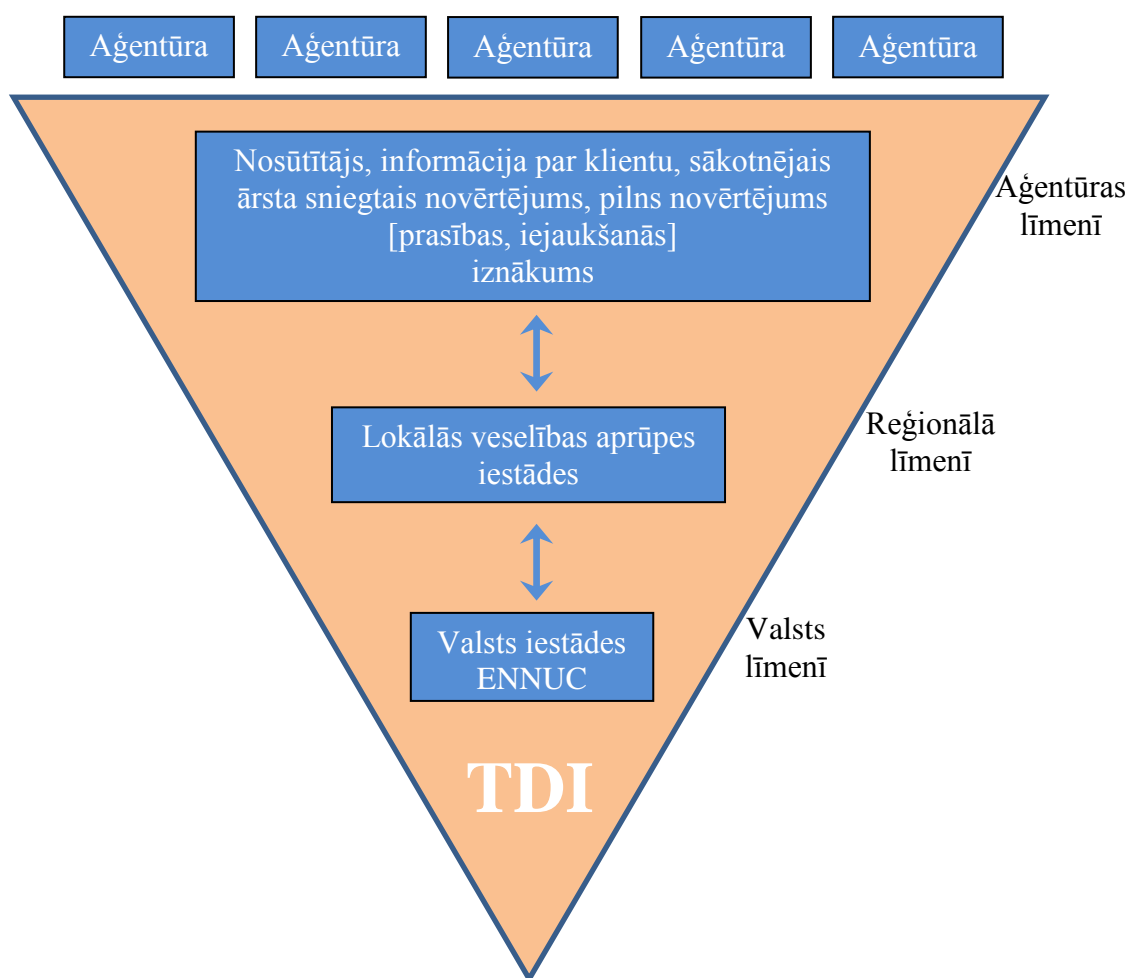 Aģentūra
Aģentūra
Aģentūra
Aģentūra
Aģentūra
Nosūtītājs, informācija par klientu, sākotnējais
ārsta sniegtais novērtējums, pilns novērtējums
[prasības, iejaukšanās]
iznākums
Aģentūras
līmenī
Lokālās veselības aprūpes
iestādes
Reģionālā
līmenī
Valsts iestādes
ENNUC
Valsts
līmenī
TDI